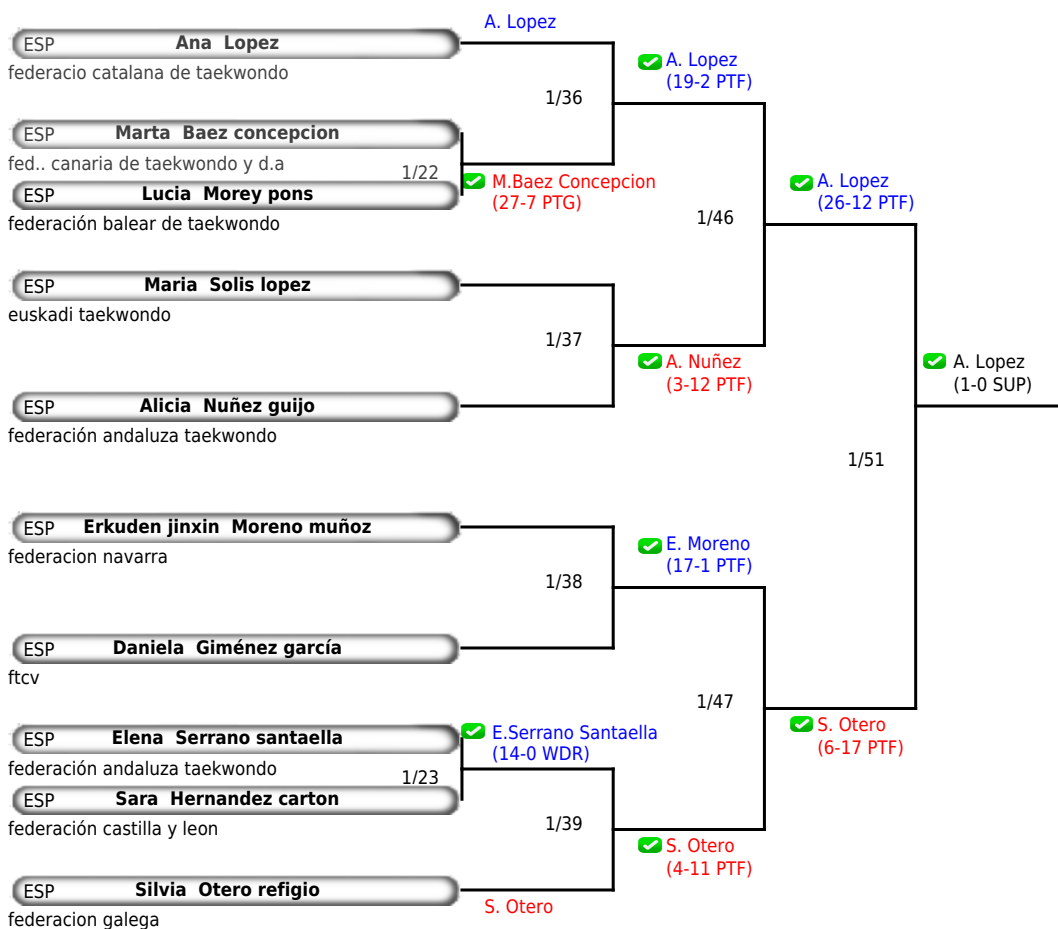 A. Lopez
ESP Ana Lopez
federacio catalana de taekwondo
A. Lopez
(19-2 PTF)
1/36
ESP Marta Baez concepcion
fed.. canaria de taekwondo y d.a
1/22
ESP Lucia Morey pons
federación balear de taekwondo
M.Baez Concepcion
(27-7 PTG)
A. Lopez
(26-12 PTF)
1/46
ESP Maria Solis lopez
euskadi taekwondo
1/37
A. Nuñez
(3-12 PTF)
A. Lopez
(1-0 SUP)
ESP Alicia Nuñez guijo
federación andaluza taekwondo
1/51
ESP Erkuden jinxin Moreno muñoz
federacion navarra
E. Moreno
(17-1 PTF)
1/38
ESP Daniela Giménez garcía
ftcv
1/47
ESP Elena Serrano santaella
federación andaluza taekwondo
E.Serrano Santaella
(14-0 WDR)
S. Otero
(6-17 PTF)
1/23
ESP Sara Hernandez carton
federación castilla y leon
1/39
S. Otero
(4-11 PTF)
ESP Silvia Otero refigio
federacion galega
S. Otero